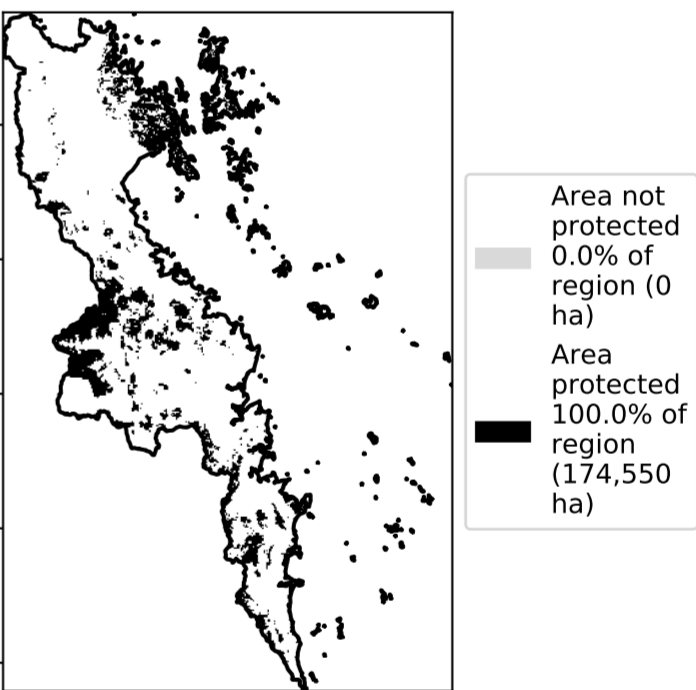 Area not
protected
0.0% of
region (0
ha)
Area
protected
100.0% of
region
(174,550
ha)